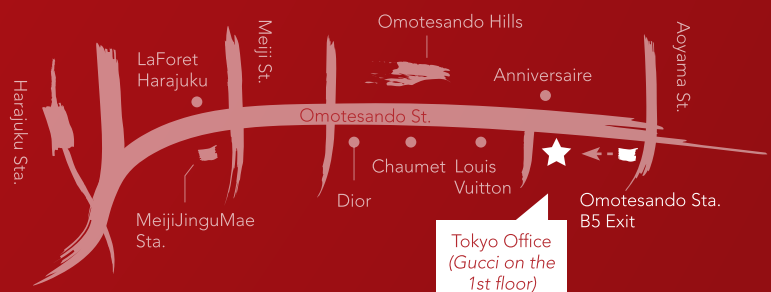 Omotesando Hills
Meiji St.
Aoyama St.
LaForet
Harajuku
Anniversaire
Harajuku Sta.
Omotesando St.
Chaumet
Louis
Vuitton
Dior
Omotesando Sta.
B5 Exit
MeijiJinguMae
Sta.
Tokyo Office
(Gucci on the
1st floor)